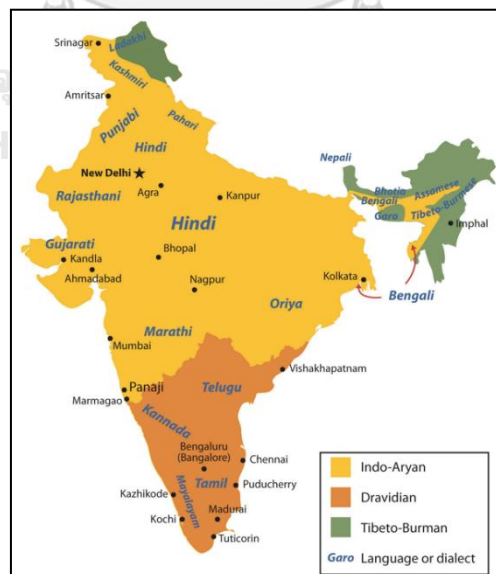 Srinagar
Ladakhi
Kashmiri
Amritsar
Punjabi
Pahari
Hindi
New Delhi
Nepali
Rajasthani
Agra
Kanpur
Bhotia
Assamese
Bengali
Tibeto-Burmese
Garo
Imphal
Hindi
Gujarati
Kandla
Bhopal
Ahmadabad
Nagpur
Kolkata
Bengali
Oriya
Marathi
Mumbai
Vishakhapatnam
Telugu
Panaji
Marmagao
Kannada
Bengaluru
(Bangalore)
Chennai
Tamil
Puducherry
Kazhikode
Mayalayam
Kochi
Madurai
Tuticorin
Indo-Aryan
Dravidian
Tibeto-Burman
Garo Language or dialect